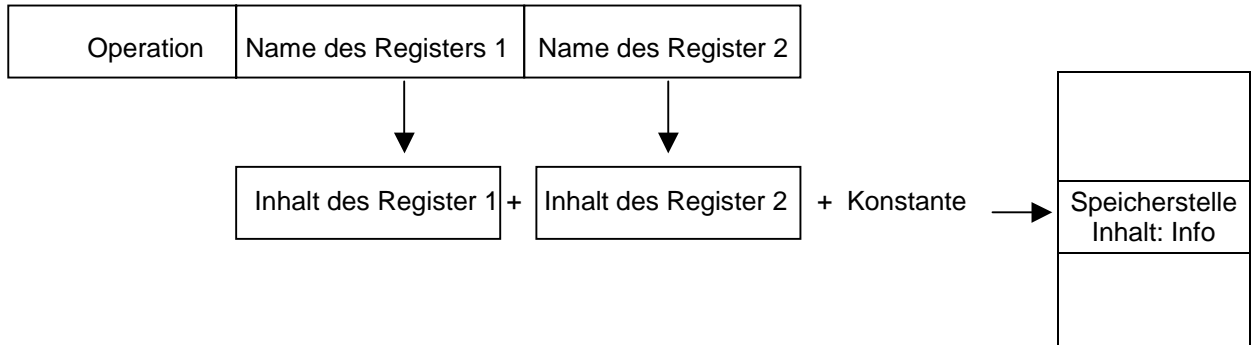 Operation Name des Registers 1 Name des Register 2
Inhalt des Register 1 + Inhalt des Register 2 + Konstante
Speicherstelle
Inhalt: Info